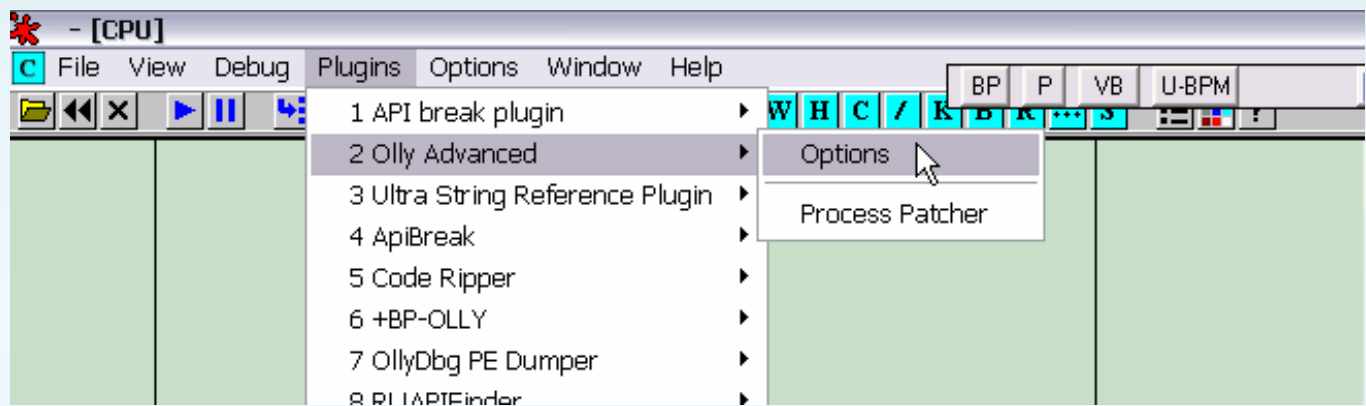 - [CPU]
C File View Debug Plugins Options Window Help
BP P VB U-BPM
W H C / K B R ... S ?
1 API break plugin
2 Olly Advanced
Options
3 Ultra String Reference Plugin
Process Patcher
4 ApiBreak
5 Code Ripper
6 +BP-OLLY
7 OllyDbg PE Dumper